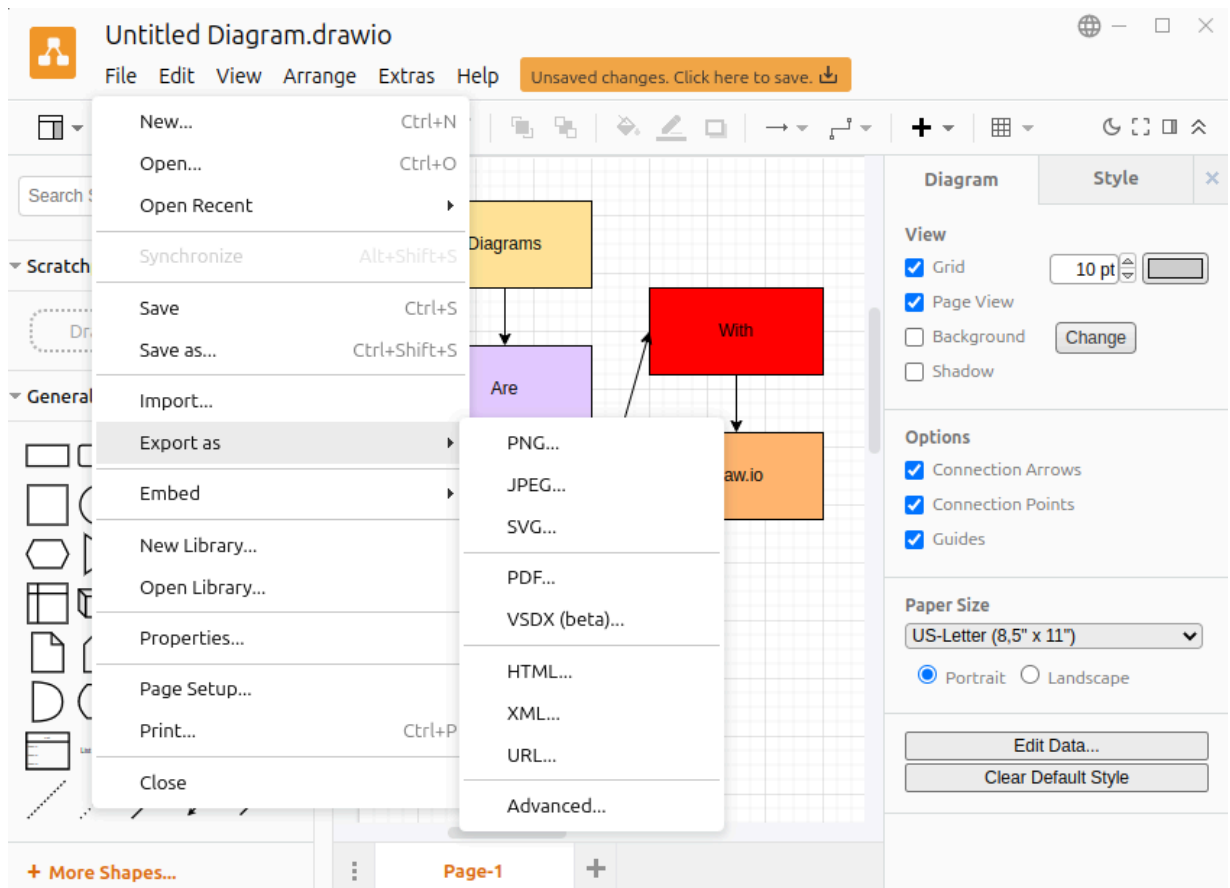 Untitled Diagram.drawio
File Edit View Arrange Extras Help Unsaved changes. Click here to save.
New... Ctrl+N
Open... Ctrl+O
Open Recent
Synchronize Alt+Shift+S
Save Ctrl+S
Save as... Ctrl+Shift+S
Import...
Export as
Embed
New Library...
Open Library...
Properties...
Page Setup...
Print... Ctrl+P
Close
PNG...
JPEG...
SVG...
PDF...
VSDX (beta)...
HTML...
XML...
URL...
Advanced...
Search
Scratch
General
+ More Shapes...
Diagrams
Are
With
aw.io
Page-1
Diagram Style
View
Grid 10 pt
Page View
Background Change
Shadow
Options
Connection Arrows
Connection Points
Guides
Paper Size
US-Letter (8,5" x 11")
Portrait Landscape
Edit Data...
Clear Default Style